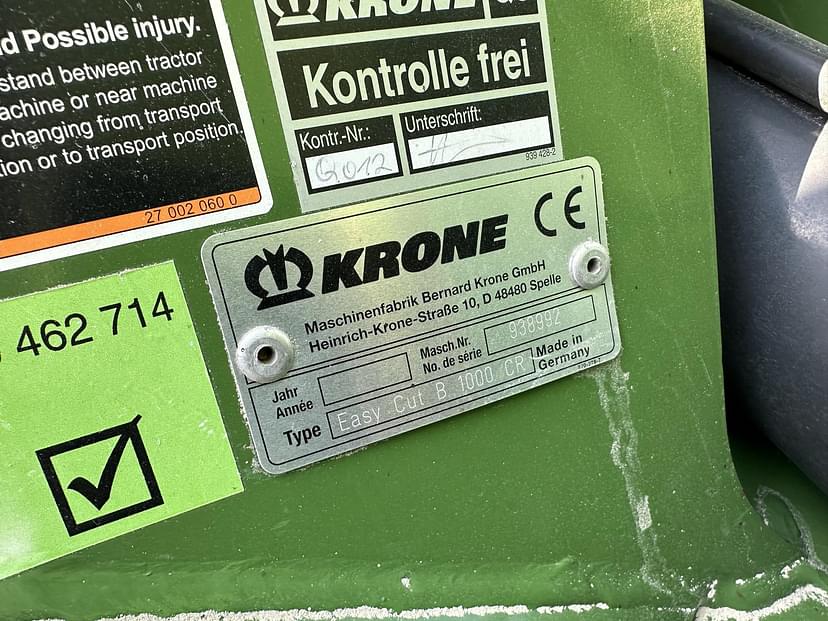 d Possible injury.
stand between tractor
achine or near machine
changing from transport
tion or to transport position.
27 002 060 0
KRONE
Kontrolle frei
Kontr.-Nr.:
Unterschrift:
G012
939 428-2
462 714
KRONE CE
Maschinenfabrik Bernard Krone GmbH
Heinrich-Krone-Straße 10, D 48480 Spelle
Jahr
Année
Masch.Nr.
No. de série
938992
Type
Easy Cut B 1000 CR
Made in
Germany